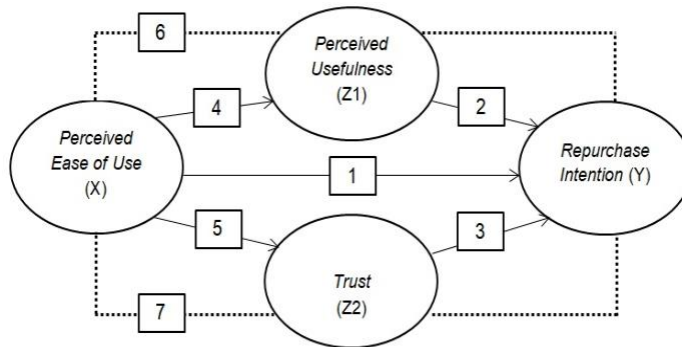 6
Perceived
Usefulness
(Z1)
4
2
Perceived
Ease of Use
(X)
1
Repurchase
Intention (Y)
5
3
Trust
(Z2)
7